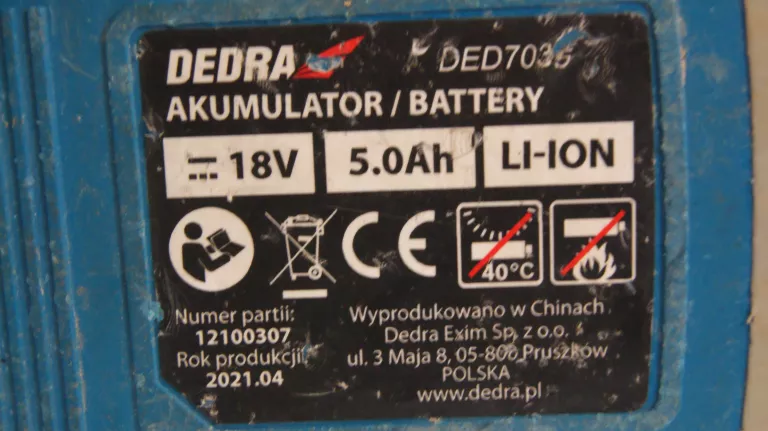 DEDRA DED7035
AKUMULATOR / BATTERY
18V 5.0Ah LI-ION
CE
40°C
Numer partii:
12100307
Rok produkcji:
2021.04
Wyprodukowano w Chinach
Dedra Exim Sp. z o.o.
ul. 3 Maja 8, 05-800 Pruszków
POLSKA
www.dedra.pl